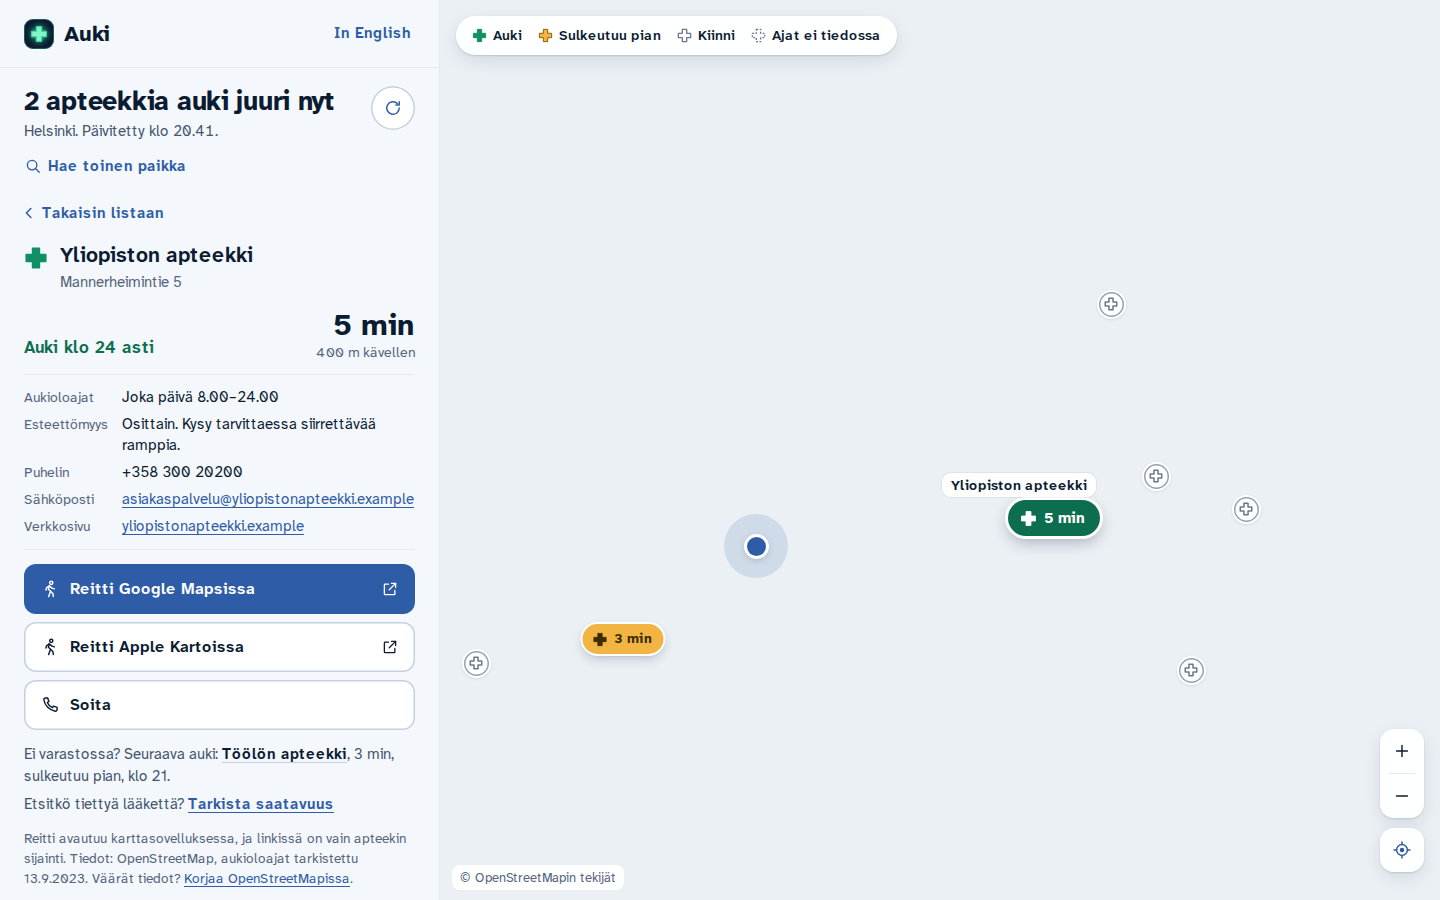 Auki
In English
2 apteekkia auki juuri nyt
Helsinki. Päivitetty klo 20.41.
Hae toinen paikka
Takaisin listaan
Yliopiston apteekki
Mannerheimintie 5
Auki klo 24 asti
5 min
400 m kävellen
Aukioloajat Joka päivä 8.00–24.00
Esteettömyys Osittain. Kysy tarvittaessa siirrettävää
ramppia.
Puhelin +358 300 20200
Sähköposti asiakaspalvelu@yliopistonapteekki.example
Verkkosivu yliopistonapteekki.example
Reitti Google Mapsissa
Reitti Apple Kartoissa
Soita
Ei varastossa? Seuraava auki: Töölön apteekki, 3 min,
sulkeutuu pian, klo 21.
Etsitkö tiettyä lääkettä? Tarkista saatavuus
Reitti avautuu karttasovelluksessa, ja linkissä on vain apteekin
sijainti. Tiedot: OpenStreetMap, aukioloajat tarkistettu
13.9.2023. Väärät tiedot? Korjaa OpenStreetMapissa.
Auki Sulkeutuu pian Kiinni Ajat ei tiedossa
Yliopiston apteekki
5 min
3 min
© OpenStreetMapin tekijät